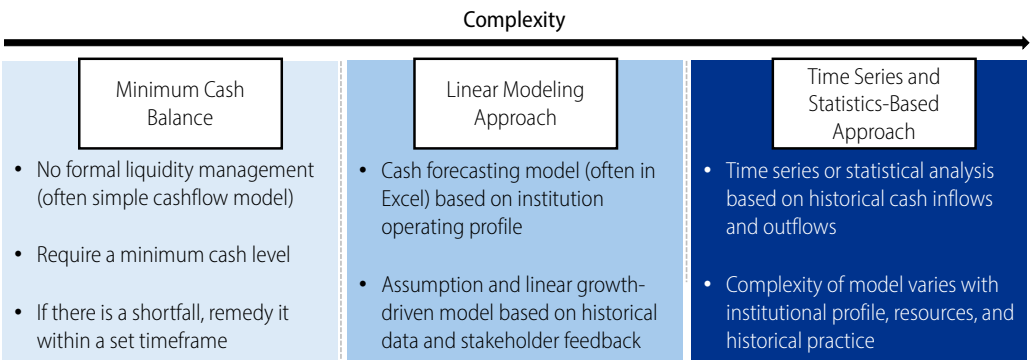 Complexity
Minimum Cash
Balance
• No formal liquidity management
(often simple cashflow model)
• Require a minimum cash level
• If there is a shortfall, remedy it
within a set timeframe
Linear Modeling
Approach
• Cash forecasting model (often in
Excel) based on institution
operating profile
• Assumption and linear growth-
driven model based on historical
data and stakeholder feedback
Time Series and
Statistics-Based
Approach
• Time series or statistical analysis
based on historical cash inflows
and outflows
• Complexity of model varies with
institutional profile, resources, and
historical practice